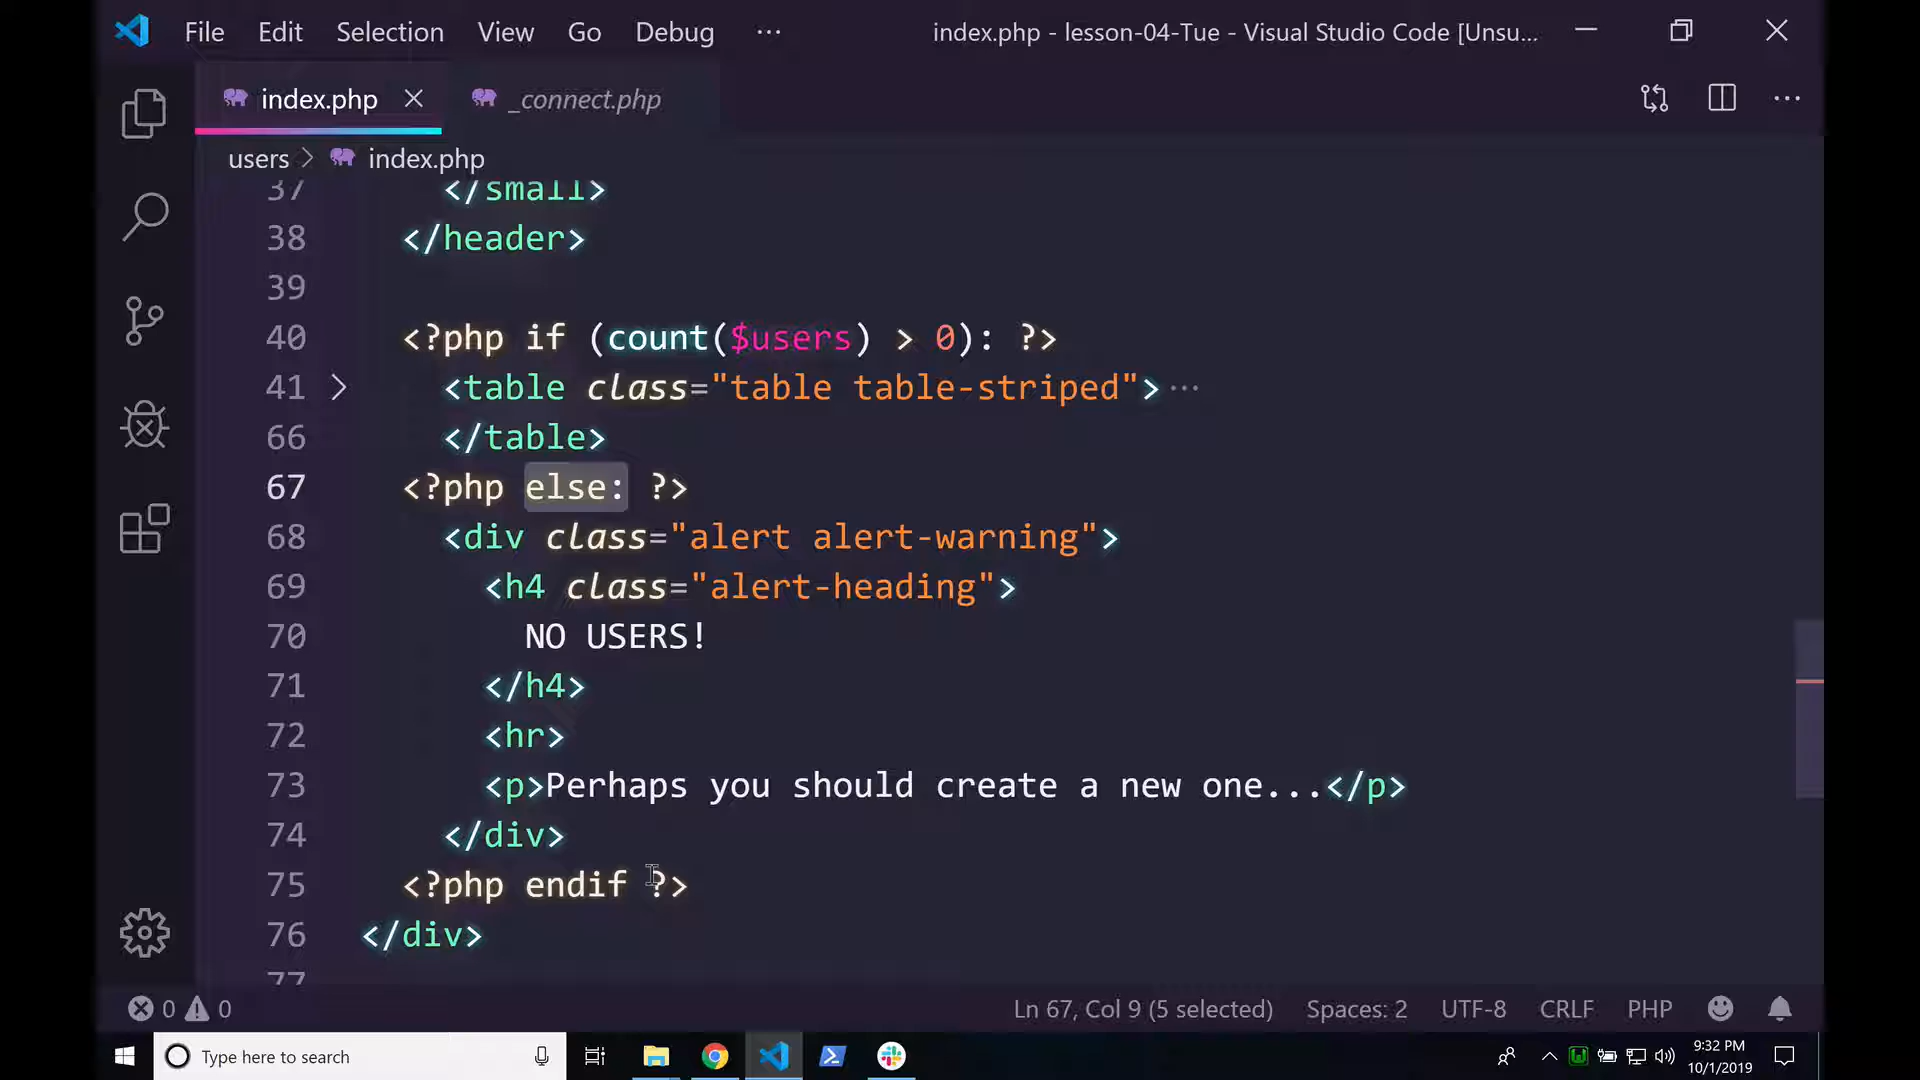 File Edit Selection View Go Debug ··· index.php - lesson-04-Tue - Visual Studio Code [Unsu...
index.php _connect.php
users > index.php
37 </small>
38 </header>
39
40 <?php if (count($users) > 0): ?>
41 <table class="table table-striped">···
66 </table>
67 <?php else: ?>
68 <div class="alert alert-warning">
69 <h4 class="alert-heading">
70 NO USERS!
71 </h4>
72 <hr>
73 <p>Perhaps you should create a new one...</p>
74 </div>
75 <?php endif ?>
76 </div>
77
0 0 Ln 67, Col 9 (5 selected) Spaces: 2 UTF-8 CRLF PHP
Type here to search 9:32 PM
10/1/2019